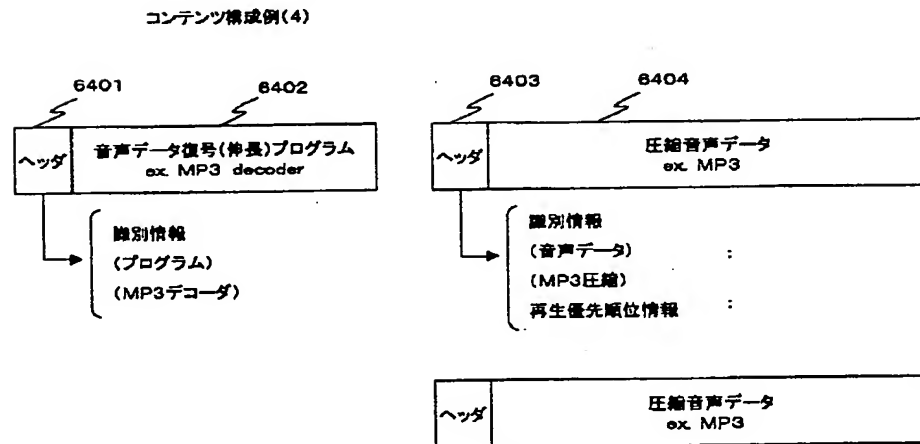 コンテンツ構成例(4)
6401
6402
ヘッダ
音声データ復号(伸長)プログラム
ex. MP3 decoder
識別情報
(プログラム)
(MP3デコーダ)
6403
6404
ヘッダ
圧縮音声データ
ex. MP3
識別情報
(音声データ) :
(MP3圧縮)
再生優先順位情報 :
ヘッダ
圧縮音声データ
ex. MP3